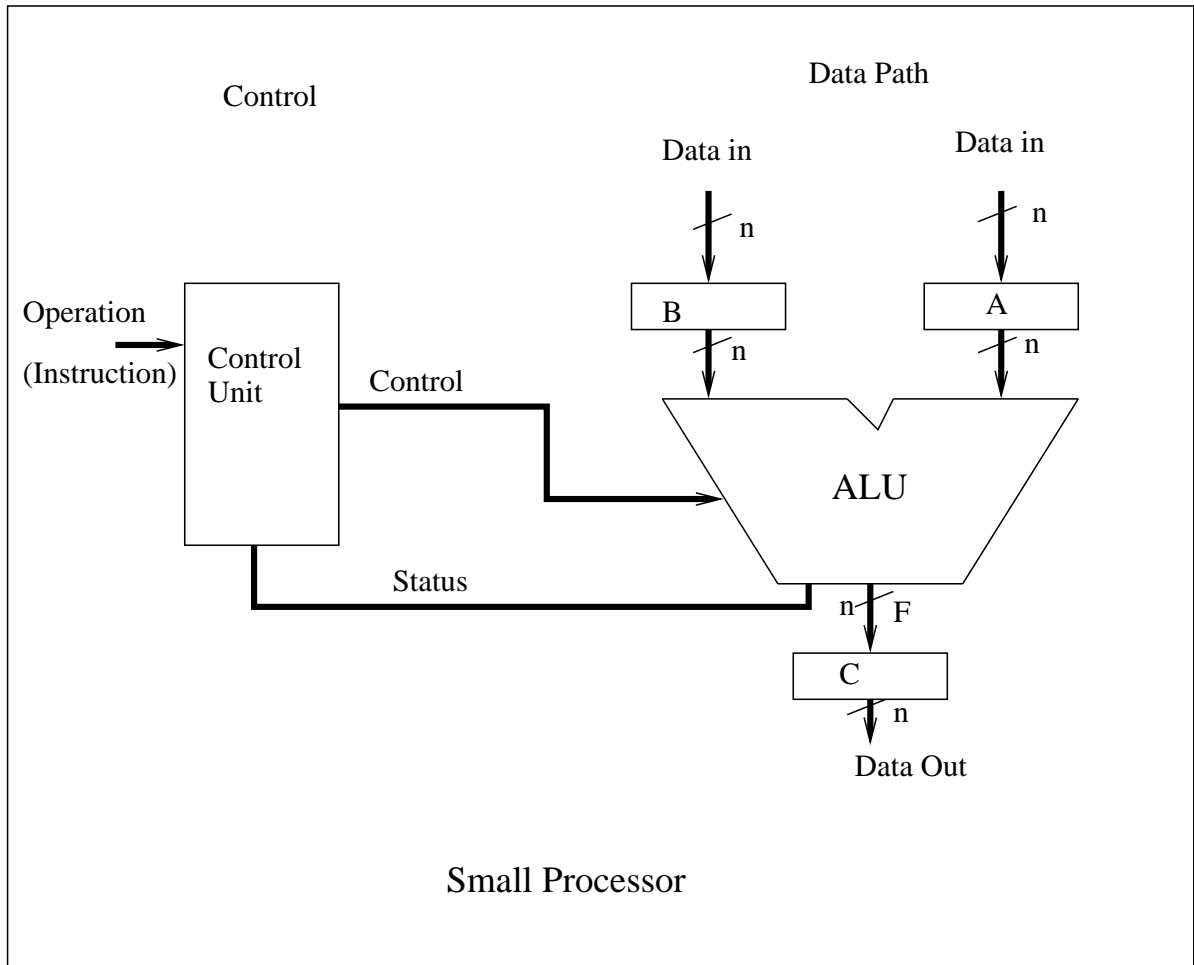 Control
Data Path
Data in
Data in
n
n
B
A
n
n
Operation
(Instruction)
Control
Unit
Control
ALU
Status
n
F
C
n
Data Out
Small Processor